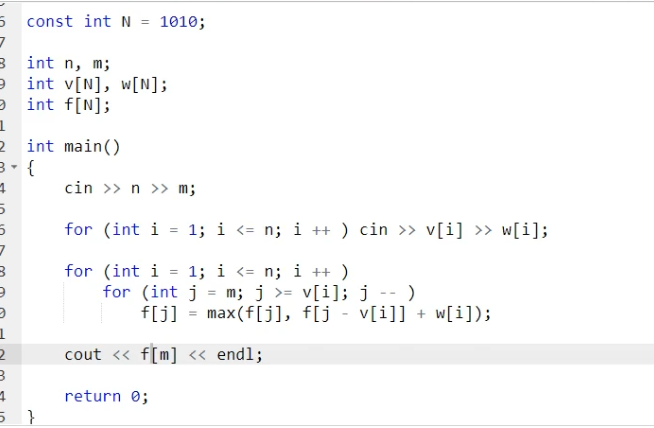 6 const int N = 1010;
7
8 int n, m;
9 int v[N], w[N];
0 int f[N];
1
2 int main()
3 {
4 cin >> n >> m;
5
6 for (int i = 1; i <= n; i ++ ) cin >> v[i] >> w[i];
7
8 for (int i = 1; i <= n; i ++ )
9 for (int j = m; j >= v[i]; j -- )
0 f[j] = max(f[j], f[j - v[i]] + w[i]);
1
2 cout << f[m] << endl;
3
4 return 0;
5 }